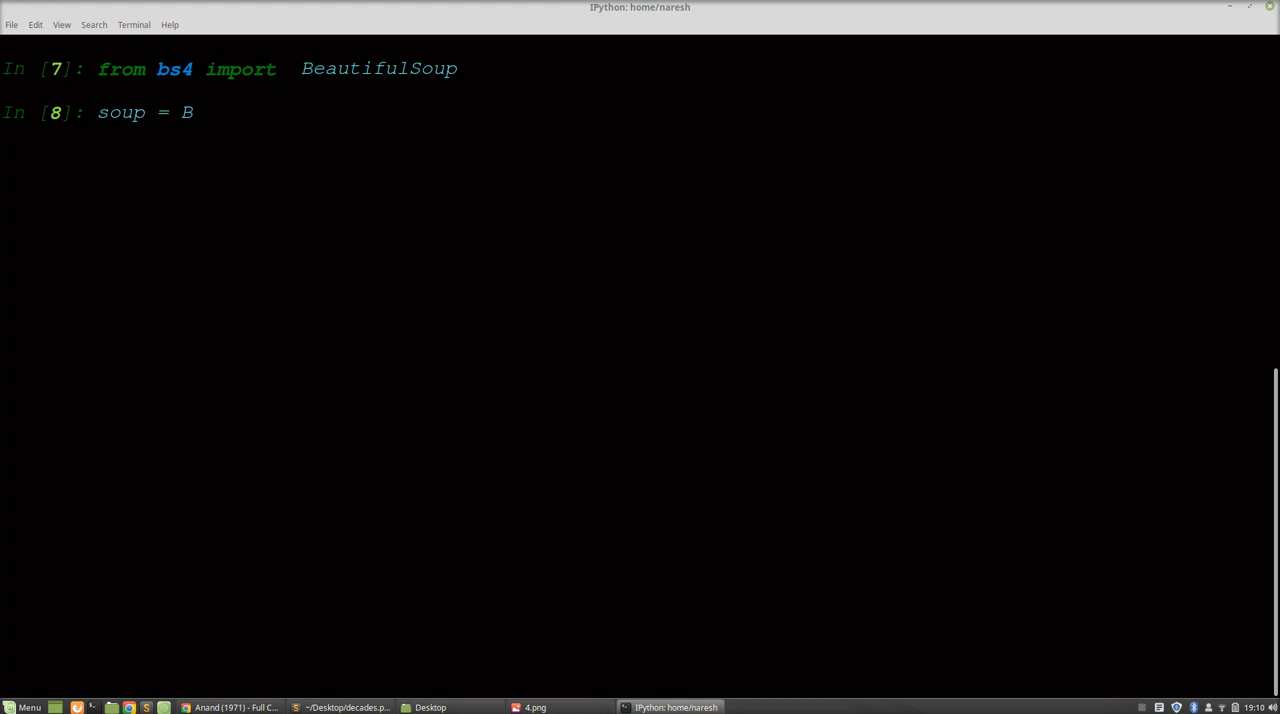 IPython: home/naresh
File Edit View Search Terminal Help
In [7]: from bs4 import  BeautifulSoup
In [8]: soup = B
Menu Anand (1971) - Full C... ~/Desktop/decades.p... Desktop 4.png IPython: home/naresh 19:10